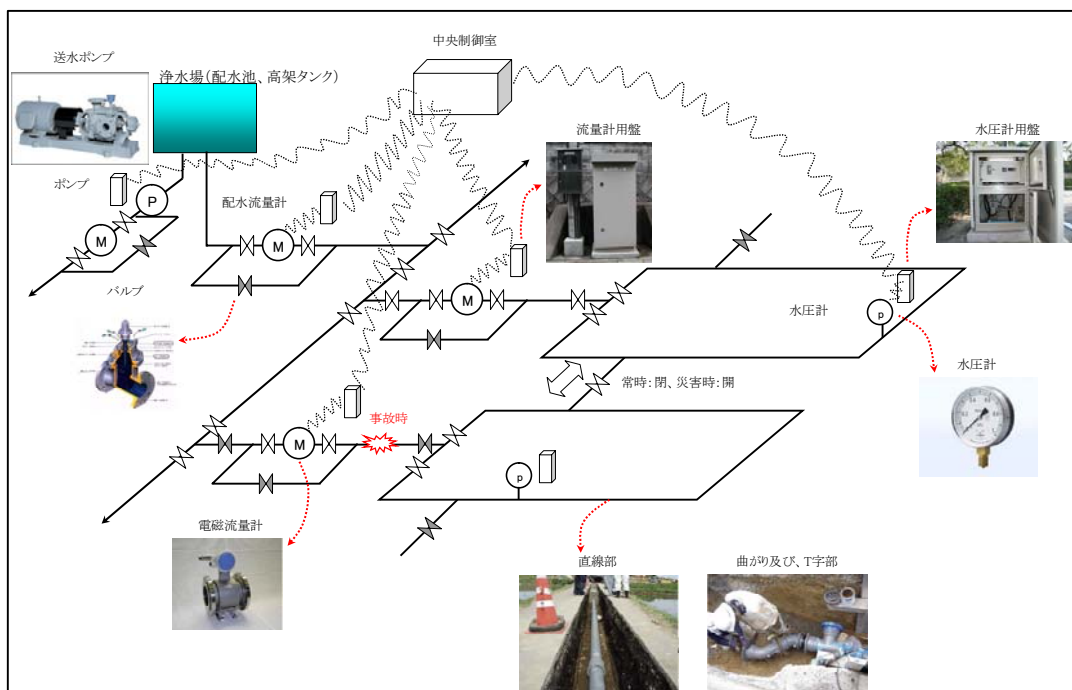 中央制御室
送水ポンプ
浄水場(配水池、高架タンク)
流量計用盤
水圧計用盤
ポンプ
P
配水流量計
M
M
バルブ
M
水圧計
p
水圧計
常時:閉、災害時:開
事故時
M
p
電磁流量計
直線部
曲がり及び、T字部